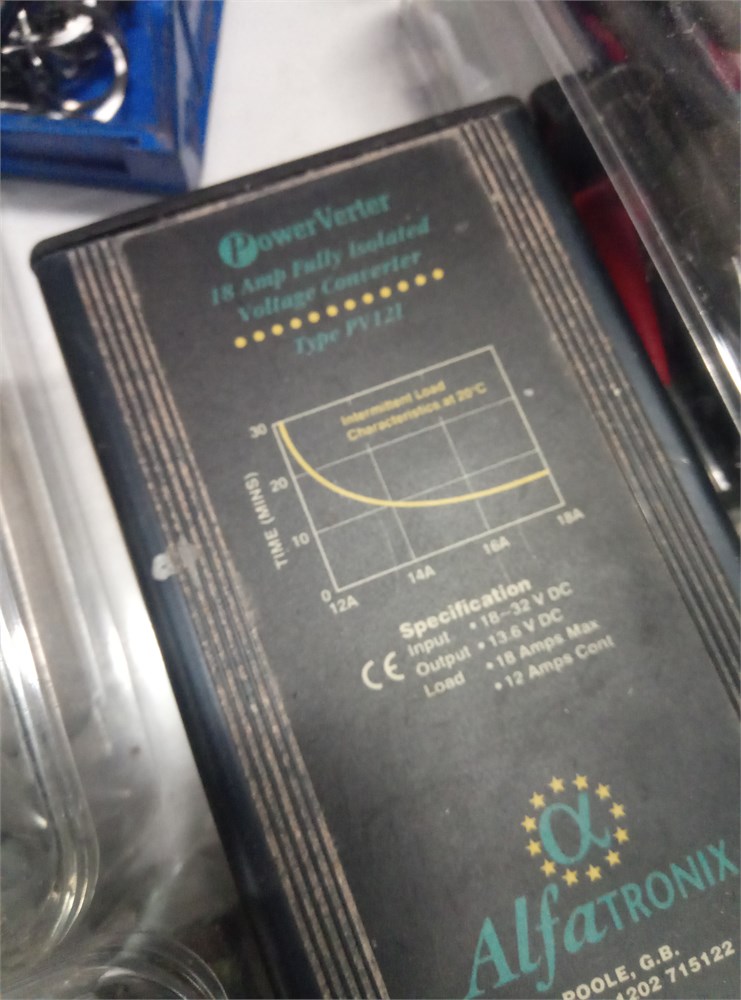 PowerVerter
18 Amp Fully Isolated
Voltage Converter
Type PV12I
Intermittent Load
Characteristics at 20°C
30
20
10
0
TIME (MINS)
12A 14A 16A 18A
Specification
Input • 18–32 V DC
Output • 13.6 V DC
Load • 18 Amps Max
• 12 Amps Cont
CE
α
AlfaTRONIX
POOLE, G.B.
1202 715122